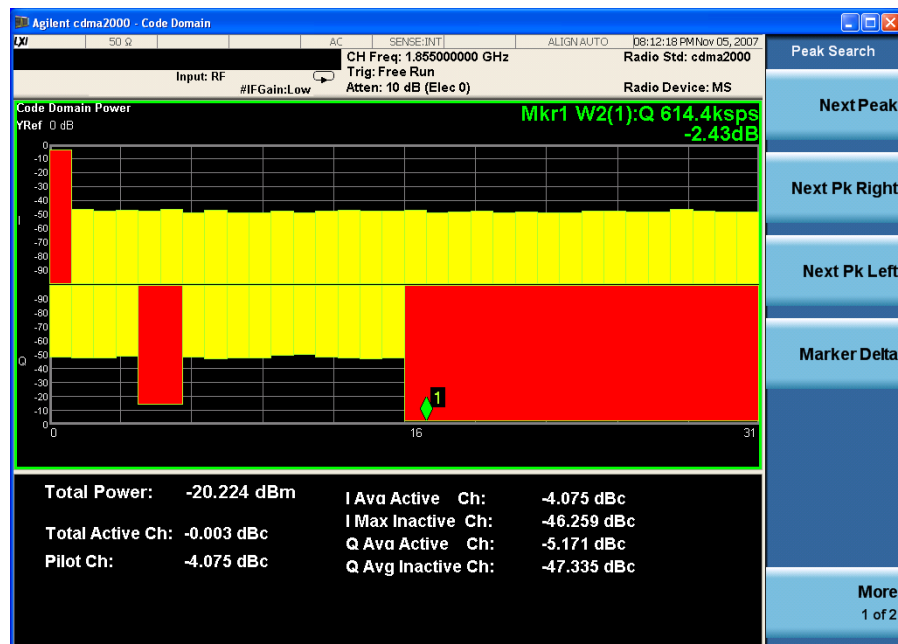 Agilent cdma2000 - Code Domain
LXI 50 Ω AC SENSE:INT ALIGN AUTO 08:12:18 PM Nov 05, 2007
CH Freq: 1.855000000 GHz Radio Std: cdma2000
Input: RF Trig: Free Run
#IFGain:Low Atten: 10 dB (Elec 0) Radio Device: MS
Code Domain Power
YRef 0 dB
Mkr1 W2(1):Q 614.4ksps
-2.43dB
0
-10
-20
-30
-40
-50
-60
-70
-80
-90
I
-90
-80
-70
-60
-50
-40
-30
-20
-10
0
Q
1
0 16 31
Total Power: -20.224 dBm
Total Active Ch: -0.003 dBc
Pilot Ch: -4.075 dBc
I Avg Active Ch: -4.075 dBc
I Max Inactive Ch: -46.259 dBc
Q Avg Active Ch: -5.171 dBc
Q Avg Inactive Ch: -47.335 dBc
Peak Search
Next Peak
Next Pk Right
Next Pk Left
Marker Delta
More
1 of 2